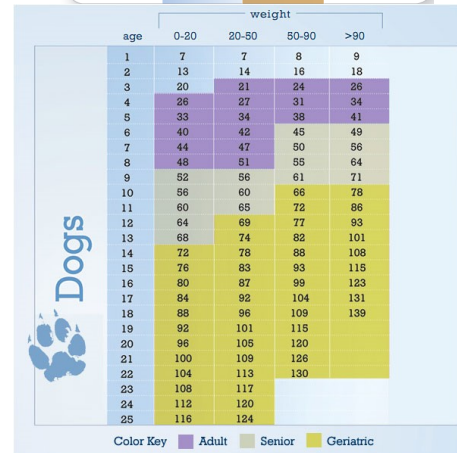 weight
age 0-20 20-50 50-90 >90
1 7 7 8 9
2 13 14 16 18
3 20 21 24 26
4 26 27 31 34
5 33 34 38 41
6 40 42 45 49
7 44 47 50 56
8 48 51 55 64
9 52 56 61 71
10 56 60 66 78
11 60 65 72 86
12 64 69 77 93
13 68 74 82 101
14 72 78 88 108
15 76 83 93 115
16 80 87 99 123
17 84 92 104 131
18 88 96 109 139
19 92 101 115
20 96 105 120
21 100 109 126
22 104 113 130
23 108 117
24 112 120
25 116 124
Dogs
Color Key Adult Senior Geriatric